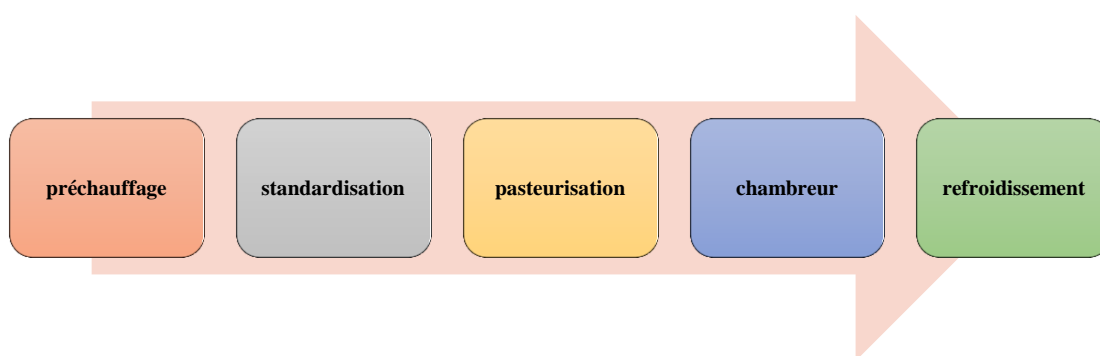 préchauffage
standardisation
pasteurisation
chambreur
refroidissement